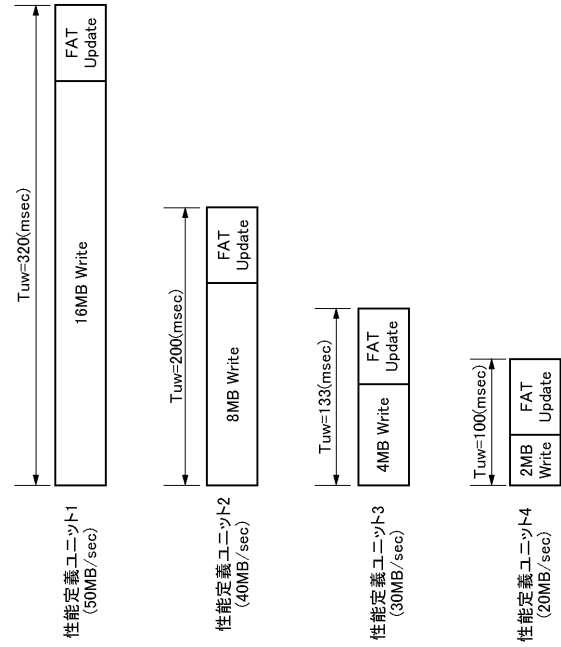 Tuw=320(msec)
FAT
Update
16MB Write
性能定義ユニット1
(50MB/sec)
Tuw=200(msec)
FAT
Update
8MB Write
性能定義ユニット2
(40MB/sec)
Tuw=133(msec)
FAT
Update
4MB Write
性能定義ユニット3
(30MB/sec)
Tuw=100(msec)
FAT
Update
2MB
Write
性能定義ユニット4
(20MB/sec)